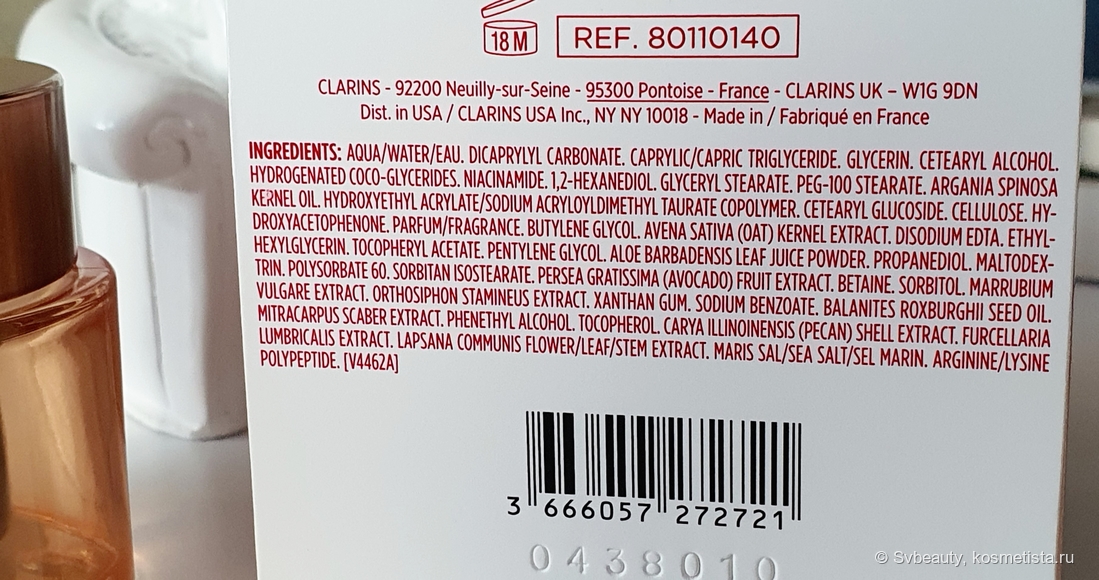 18 M
REF. 80110140
CLARINS - 92200 Neuilly-sur-Seine - 95300 Pontoise - France - CLARINS UK – W1G 9DN
Dist. in USA / CLARINS USA Inc., NY NY 10018 - Made in / Fabriqué en France
INGREDIENTS: AQUA/WATER/EAU. DICAPRYLYL CARBONATE. CAPRYLIC/CAPRIC TRIGLYCERIDE. GLYCERIN. CETEARYL ALCOHOL.
HYDROGENATED COCO-GLYCERIDES. NIACINAMIDE. 1,2-HEXANEDIOL. GLYCERYL STEARATE. PEG-100 STEARATE. ARGANIA SPINOSA
KERNEL OIL. HYDROXYETHYL ACRYLATE/SODIUM ACRYLOYLDIMETHYL TAURATE COPOLYMER. CETEARYL GLUCOSIDE. CELLULOSE. HY-
DROXYACETOPHENONE. PARFUM/FRAGRANCE. BUTYLENE GLYCOL. AVENA SATIVA (OAT) KERNEL EXTRACT. DISODIUM EDTA. ETHYL-
HEXYLGLYCERIN. TOCOPHERYL ACETATE. PENTYLENE GLYCOL. ALOE BARBADENSIS LEAF JUICE POWDER. PROPANEDIOL. MALTODEX-
TRIN. POLYSORBATE 60. SORBITAN ISOSTEARATE. PERSEA GRATISSIMA (AVOCADO) FRUIT EXTRACT. BETAINE. SORBITOL. MARRUBIUM
VULGARE EXTRACT. ORTHOSIPHON STAMINEUS EXTRACT. XANTHAN GUM. SODIUM BENZOATE. BALANITES ROXBURGHII SEED OIL.
MITRACARPUS SCABER EXTRACT. PHENETHYL ALCOHOL. TOCOPHEROL. CARYA ILLINOINENSIS (PECAN) SHELL EXTRACT. FURCELLARIA
LUMBRICALIS EXTRACT. LAPSANA COMMUNIS FLOWER/LEAF/STEM EXTRACT. MARIS SAL/SEA SALT/SEL MARIN. ARGININE/LYSINE
POLYPEPTIDE. [V4462A]
3 666057 272721
0438010
© Svbeauty, kosmetista.ru